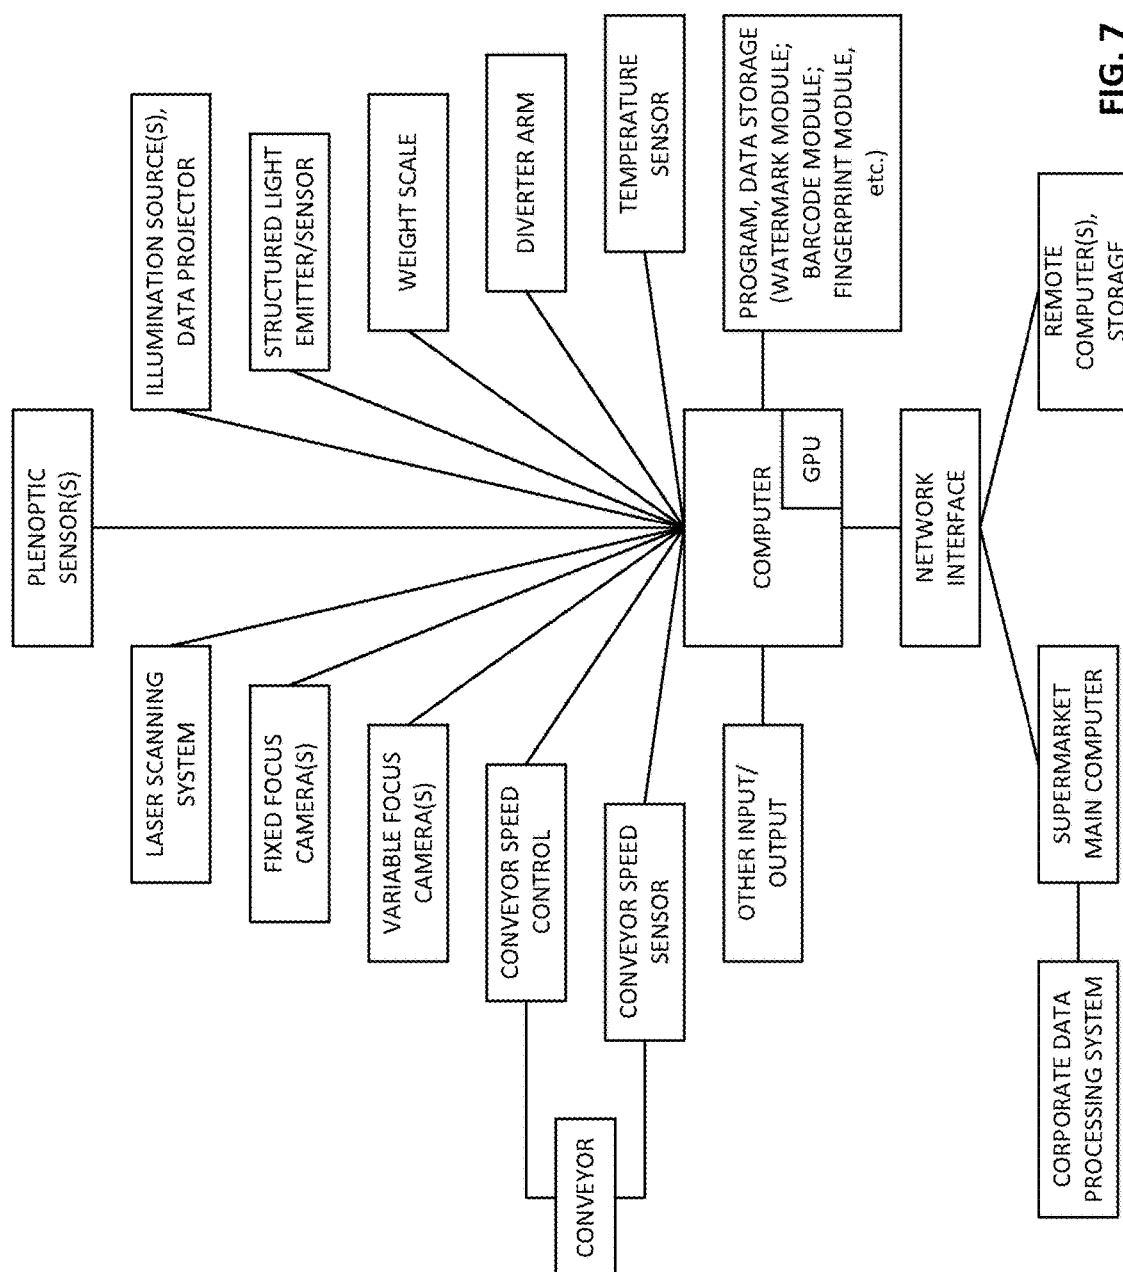 PLENOPTIC
SENSOR(S)
LASER SCANNING
SYSTEM
ILLUMINATION SOURCE(S),
DATA PROJECTOR
FIXED FOCUS
CAMERA(S)
STRUCTURED LIGHT
EMITTER/SENSOR
VARIABLE FOCUS
CAMERA(S)
WEIGHT SCALE
CONVEYOR
CONVEYOR SPEED
CONTROL
DIVERTER ARM
CONVEYOR SPEED
SENSOR
TEMPERATURE
SENSOR
OTHER INPUT/
OUTPUT
COMPUTER
GPU
PROGRAM, DATA STORAGE
(WATERMARK MODULE;
BARCODE MODULE;
FINGERPRINT MODULE,
etc.)
NETWORK
INTERFACE
CORPORATE DATA
PROCESSING SYSTEM
SUPERMARKET
MAIN COMPUTER
REMOTE
COMPUTER(S),
STORAGE
FIG. 7